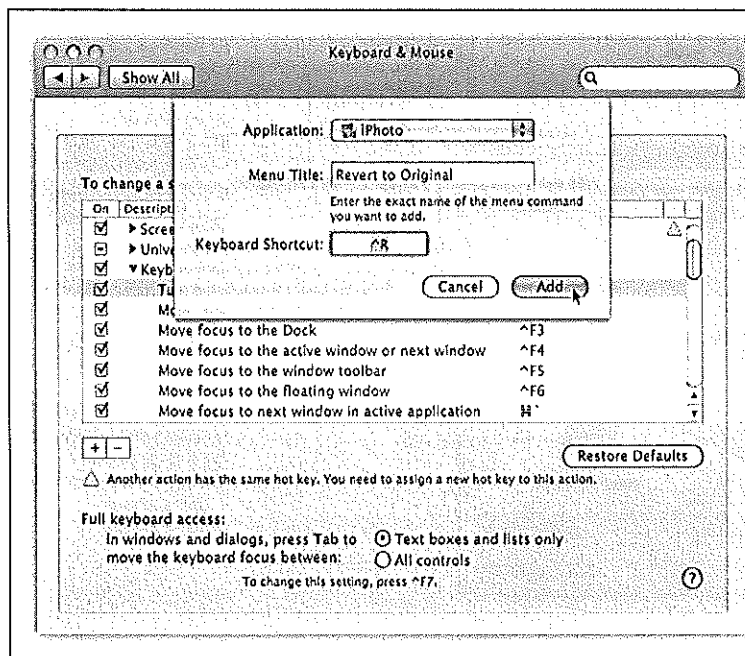 Keyboard & Mouse
Show All
Application: iPhoto
Menu Title: Revert to Original
Enter the exact name of the menu command
you want to add.
Keyboard Shortcut: ^R
Cancel Add
To change a s
On Descript
Scree
Unive
Keyb
Tu
Mo
Move focus to the Dock ^F3
Move focus to the active window or next window ^F4
Move focus to the window toolbar ^F5
Move focus to the floating window ^F6
Move focus to next window in active application ⌘`
+ −
Restore Defaults
Another action has the same hot key. You need to assign a new hot key to this action.
Full keyboard access:
In windows and dialogs, press Tab to
move the keyboard focus between:
Text boxes and lists only
All controls
To change this setting, press ^F7.
?